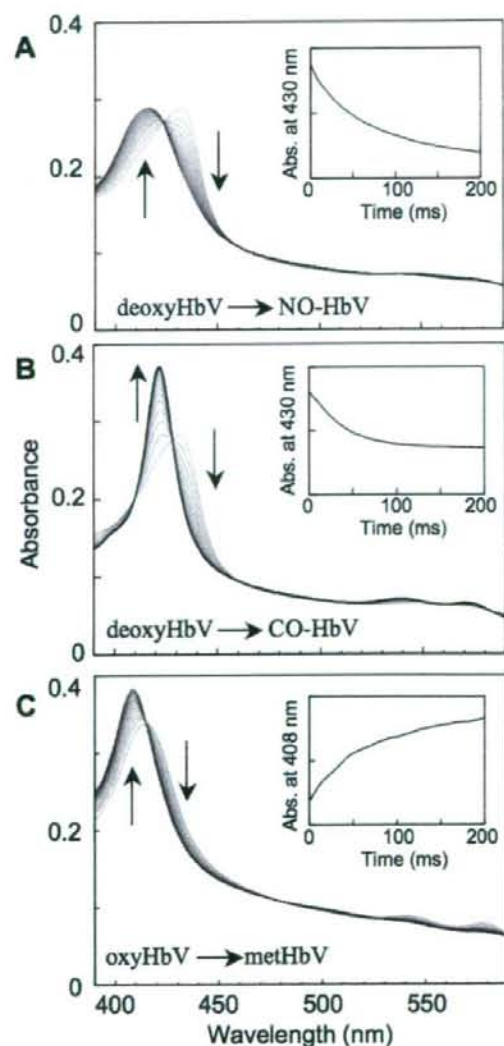 A
0.4
0.2
0
Abs. at 430 nm
0 100 200
Time (ms)
deoxyHbV → NO-HbV
B
0.4
0.2
0
Abs. at 430 nm
0 100 200
Time (ms)
deoxyHbV → CO-HbV
Absorbance
C
0.4
0.2
0
Abs. at 408 nm
0 100 200
Time (ms)
oxyHbV → metHbV
400 450 500 550
Wavelength (nm)